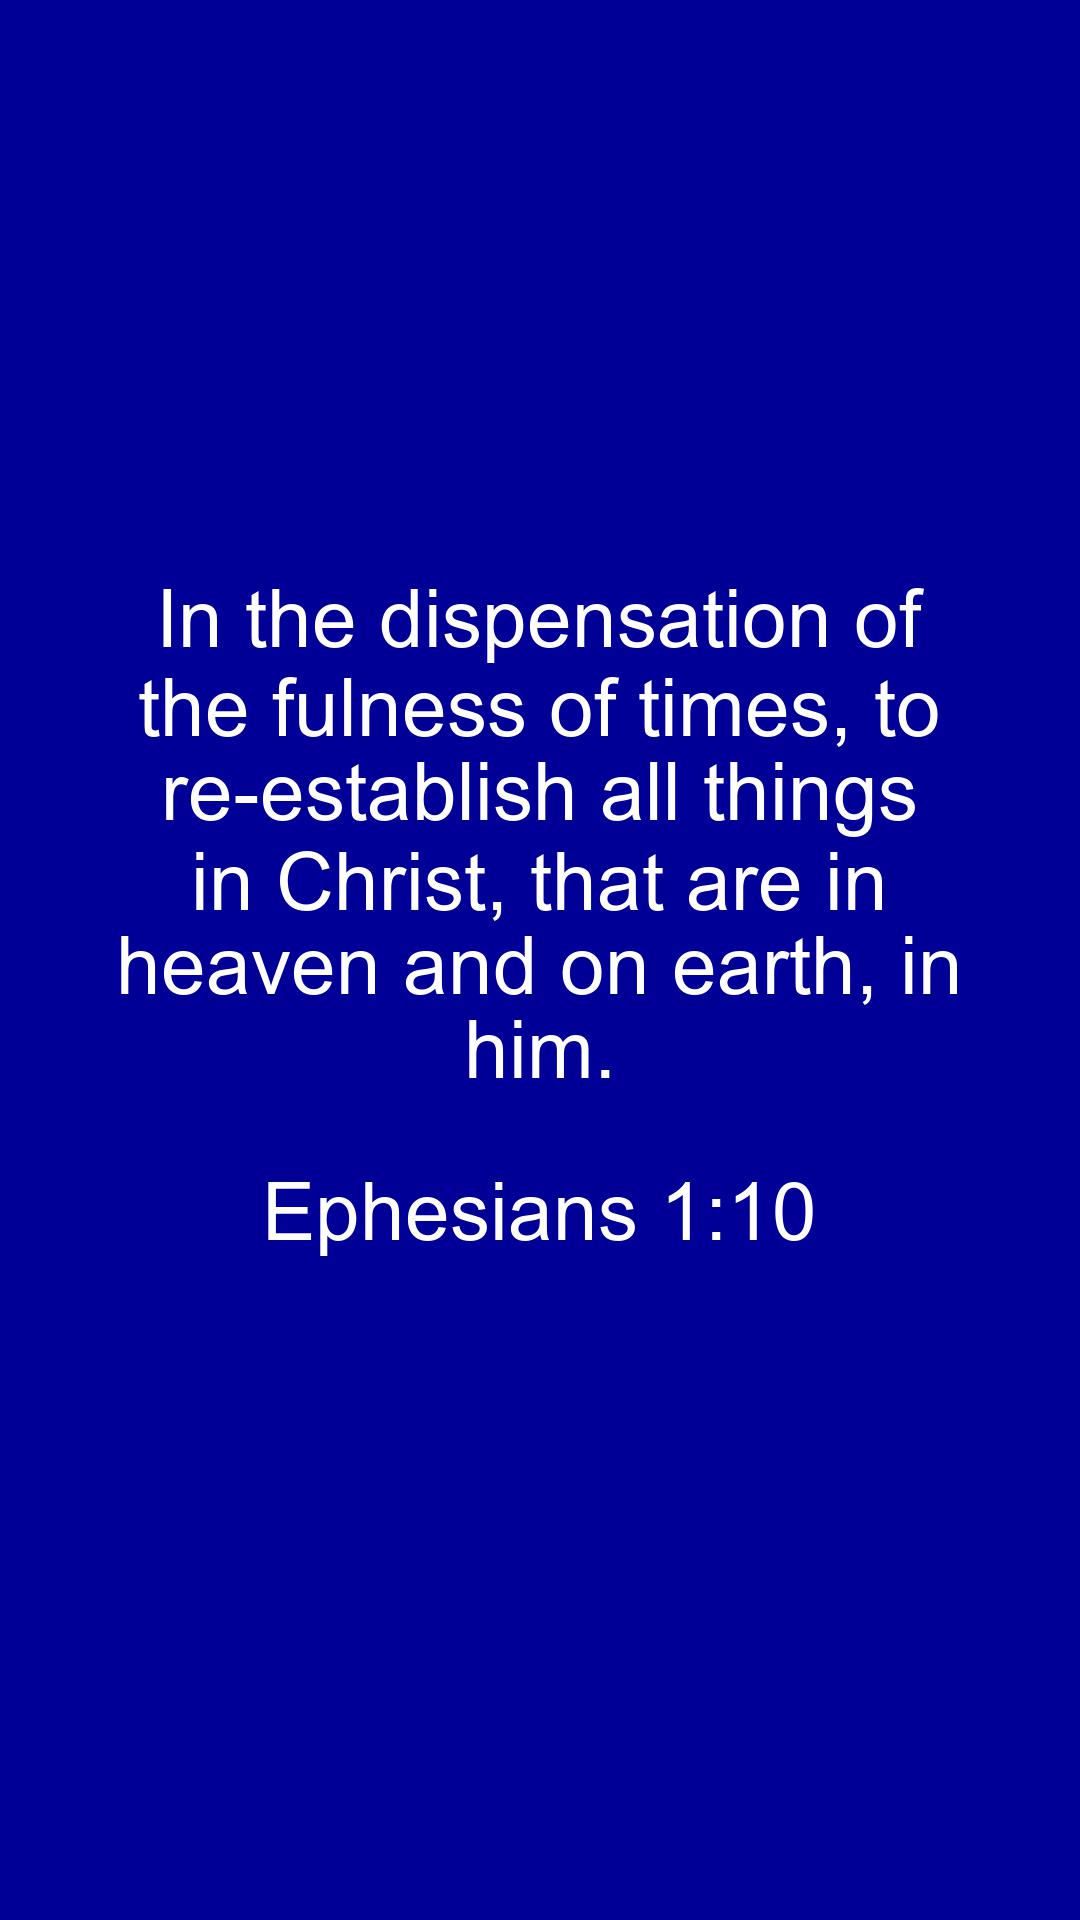 In the dispensation of
the fulness of times, to
re-establish all things
in Christ, that are in
heaven and on earth, in
him.
Ephesians 1:10